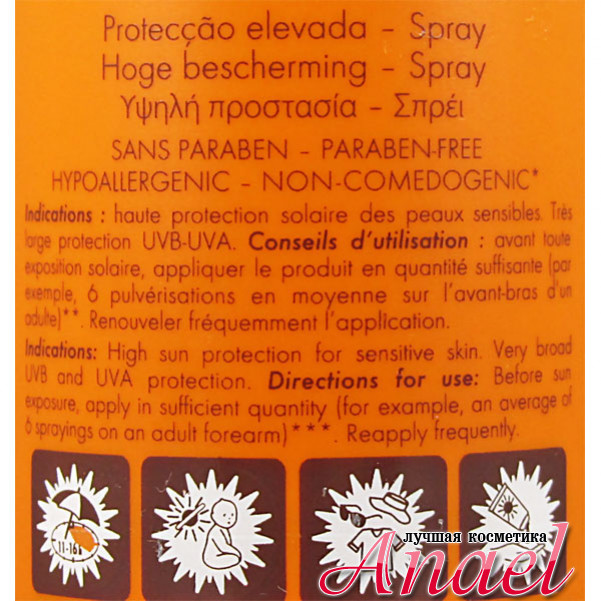 Protecção elevada – Spray
Hoge bescherming – Spray
Υψηλή προστασία – Σπρέι
SANS PARABEN – PARABEN-FREE
HYPOALLERGENIC – NON-COMEDOGENIC*
Indications : haute protection solaire des peaux sensibles. Très
large protection UVB-UVA. Conseils d'utilisation : avant toute
exposition solaire, appliquer le produit en quantité suffisante (par
exemple, 6 pulvérisations en moyenne sur l'avant-bras d'un
adulte)**. Renouveler fréquemment l'application.
Indications: High sun protection for sensitive skin. Very broad
UVB and UVA protection. Directions for use: Before sun
exposure, apply in sufficient quantity (for example, an average of
6 sprayings on an adult forearm)***. Reapply frequently.
11-16h
лучшая косметика
Anael